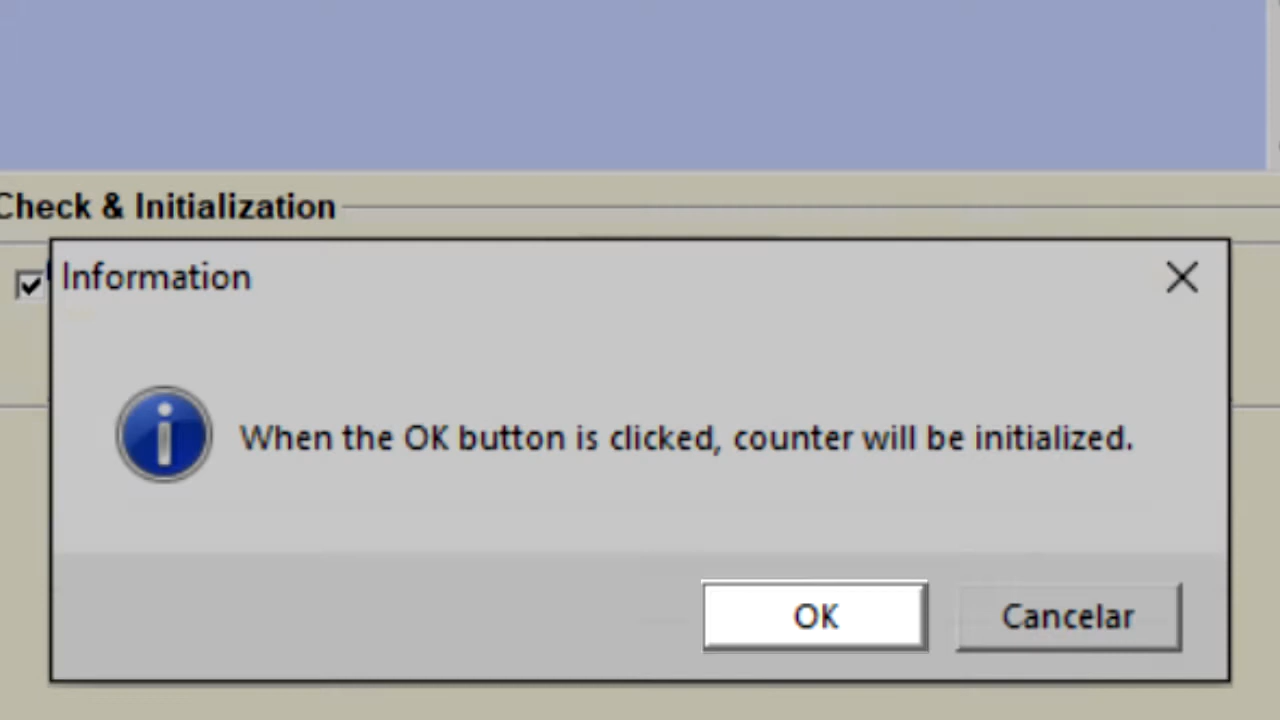 Check & Initialization
Information
When the OK button is clicked, counter will be initialized.
OK
Cancelar